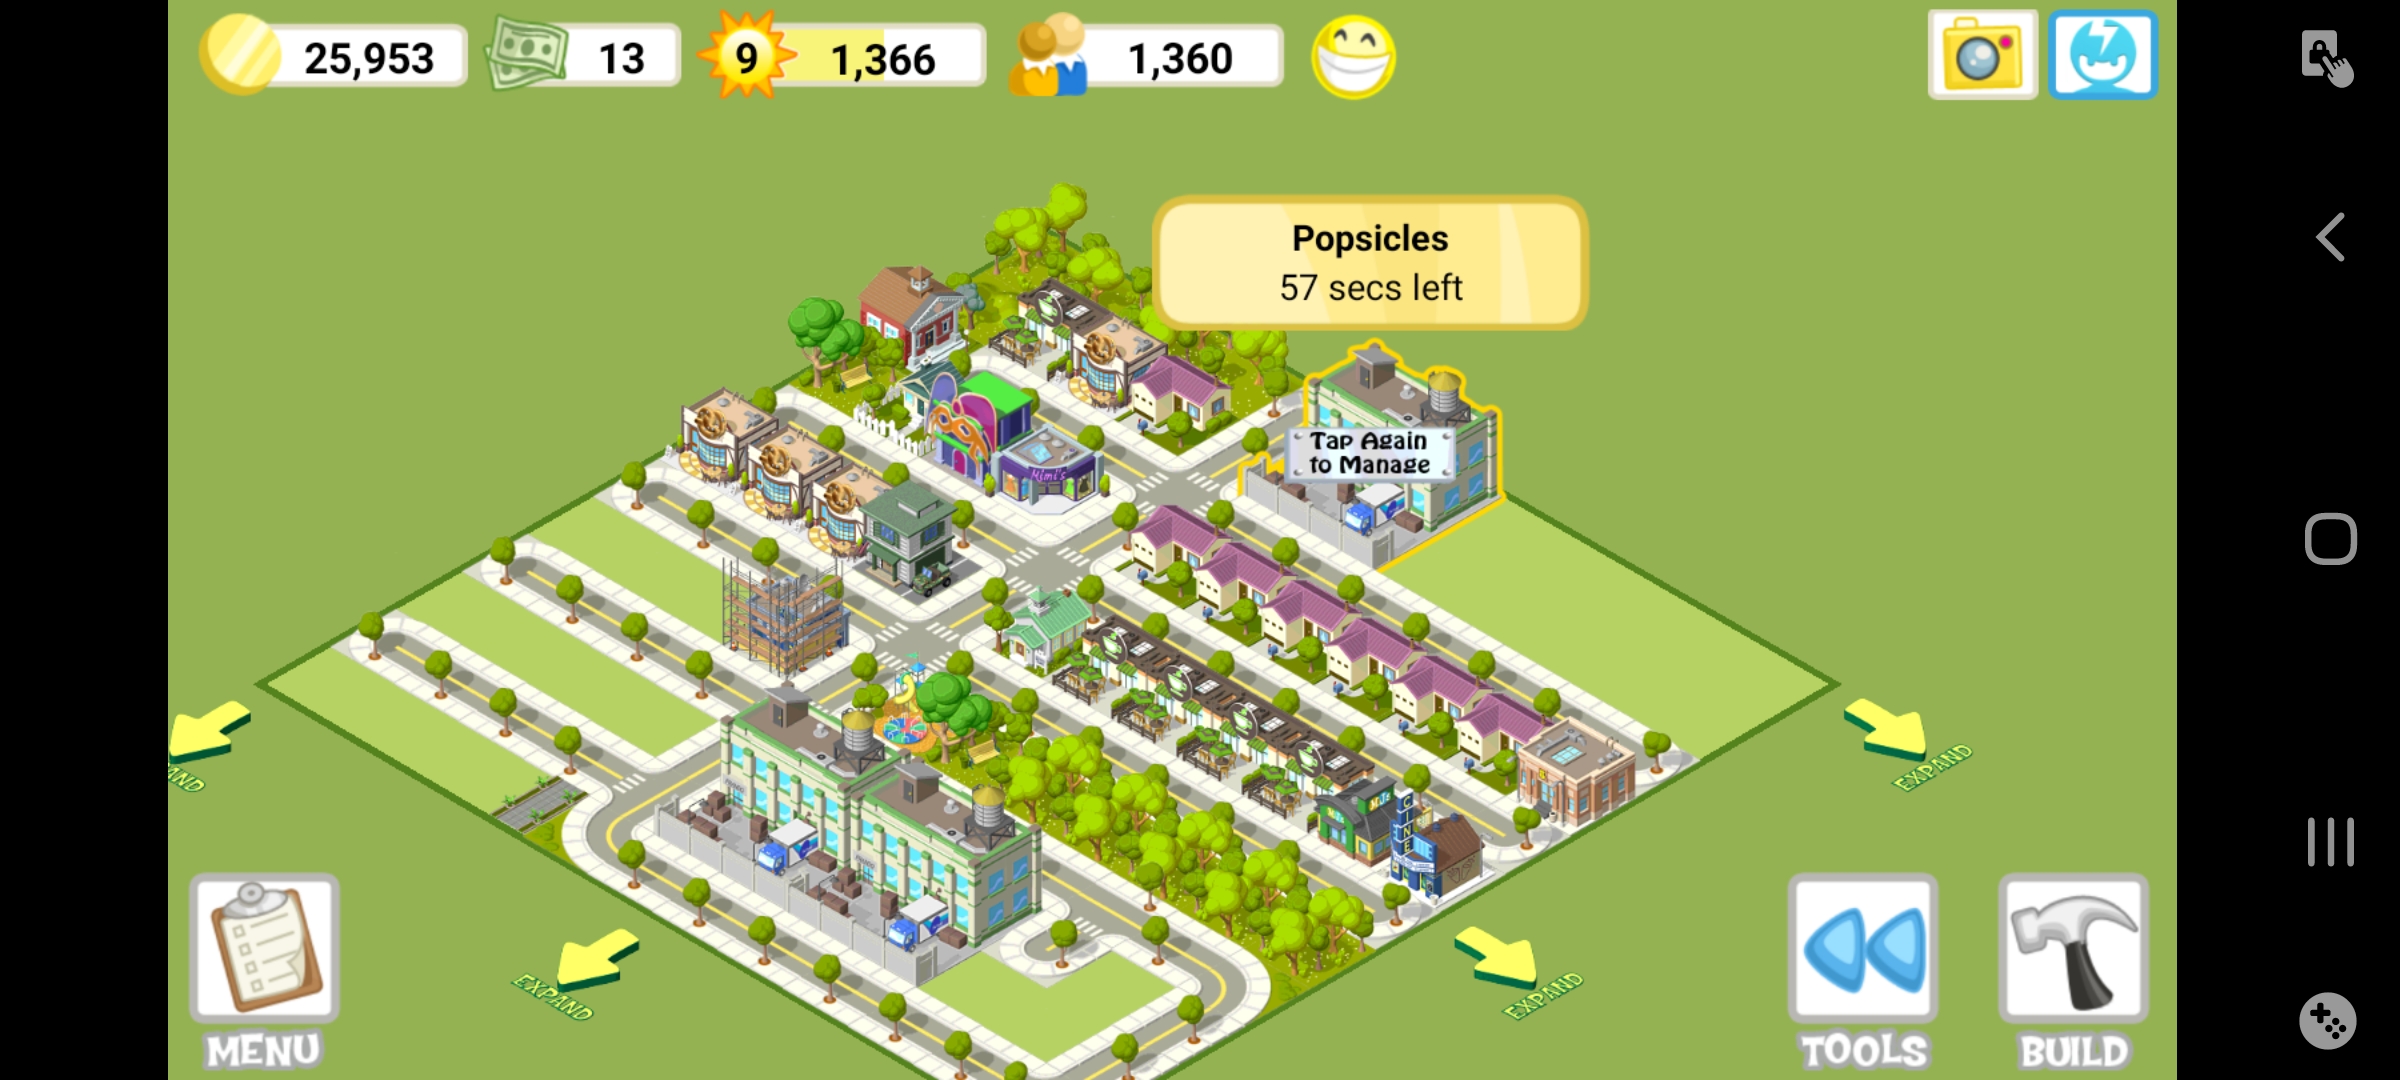 25,953
13
9
1,366
1,360
Popsicles
57 secs left
Tap Again
to Manage
Mimi's
CINE
EXPAND
EXPAND
EXPAND
MENU
TOOLS
BUILD